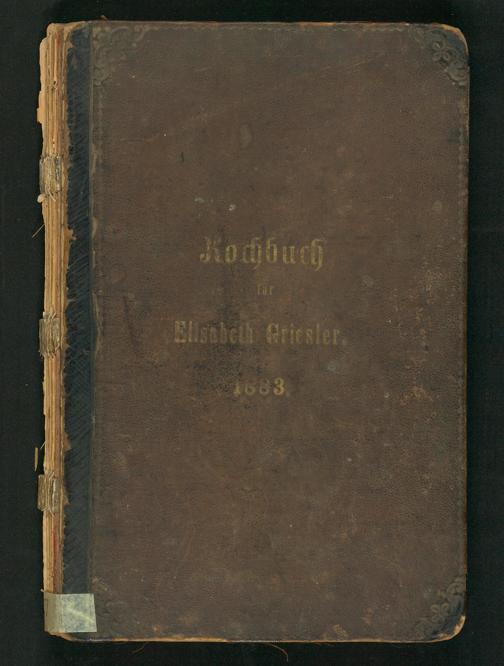 Kochbuch
für
Elisabeth Griesler.
1883.